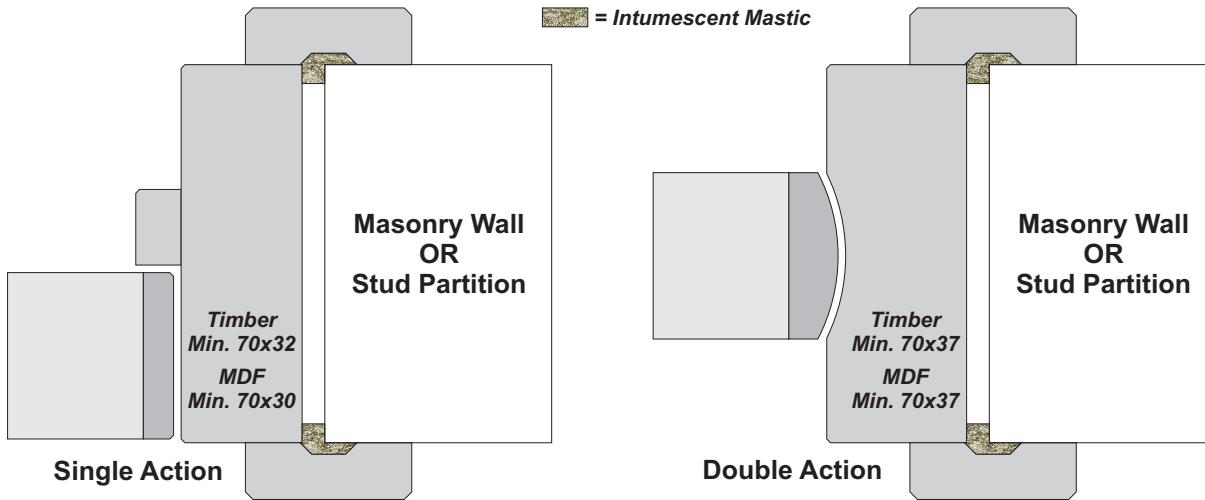 = Intumescent Mastic
Masonry Wall
OR
Stud Partition
Timber
Min. 70x32
MDF
Min. 70x30
Single Action
Masonry Wall
OR
Stud Partition
Timber
Min. 70x37
MDF
Min. 70x37
Double Action